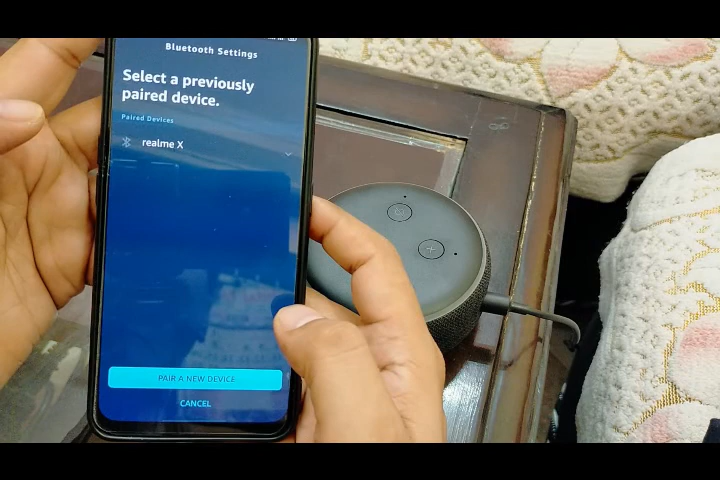 Bluetooth Settings
Select a previously
paired device.
Paired Devices
realme X
PAIR A NEW DEVICE
CANCEL